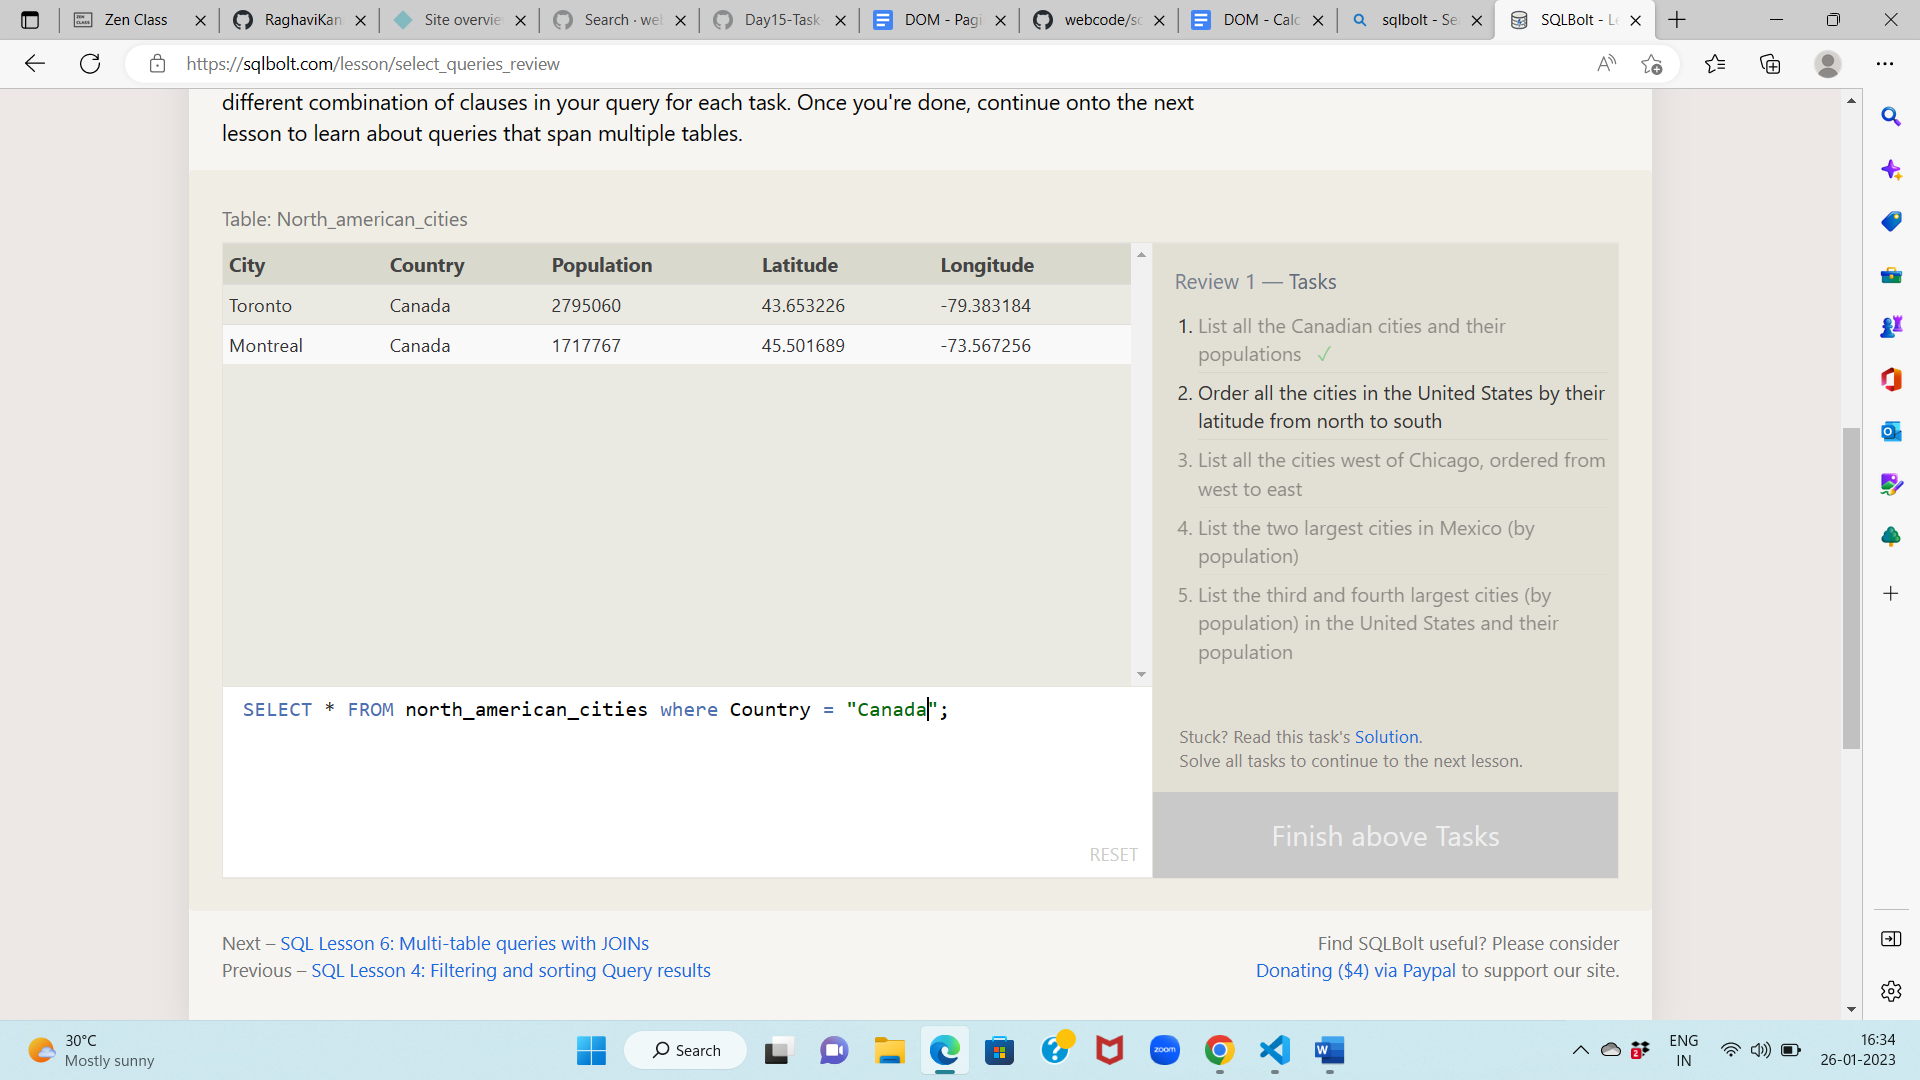 Zen Class
RaghaviKan
Site overvie
Search · we
Day15-Task
DOM - Pagi
webcode/sc
DOM - Calc
sqlbolt - Se
SQLBolt - Le
https://sqlbolt.com/lesson/select_queries_review
different combination of clauses in your query for each task. Once you're done, continue onto the next
lesson to learn about queries that span multiple tables.
Table: North_american_cities
City Country Population Latitude Longitude
Toronto Canada 2795060 43.653226 -79.383184
Montreal Canada 1717767 45.501689 -73.567256
SELECT * FROM north_american_cities where Country = "Canada";
RESET
Review 1 — Tasks
1. List all the Canadian cities and their
populations ✓
2. Order all the cities in the United States by their
latitude from north to south
3. List all the cities west of Chicago, ordered from
west to east
4. List the two largest cities in Mexico (by
population)
5. List the third and fourth largest cities (by
population) in the United States and their
population
Stuck? Read this task's Solution.
Solve all tasks to continue to the next lesson.
Finish above Tasks
Next – SQL Lesson 6: Multi-table queries with JOINs
Previous – SQL Lesson 4: Filtering and sorting Query results
Find SQLBolt useful? Please consider
Donating ($4) via Paypal to support our site.
30°C
Mostly sunny
Search
zoom
2
ENG
IN
16:34
26-01-2023